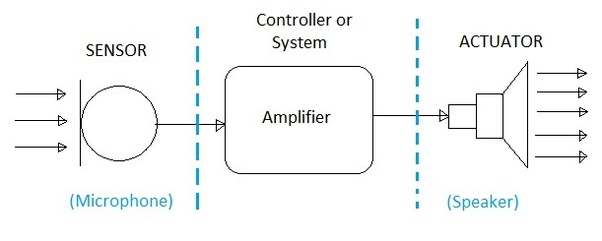 Controller or
System
SENSOR
ACTUATOR
Amplifier
(Microphone)
(Speaker)